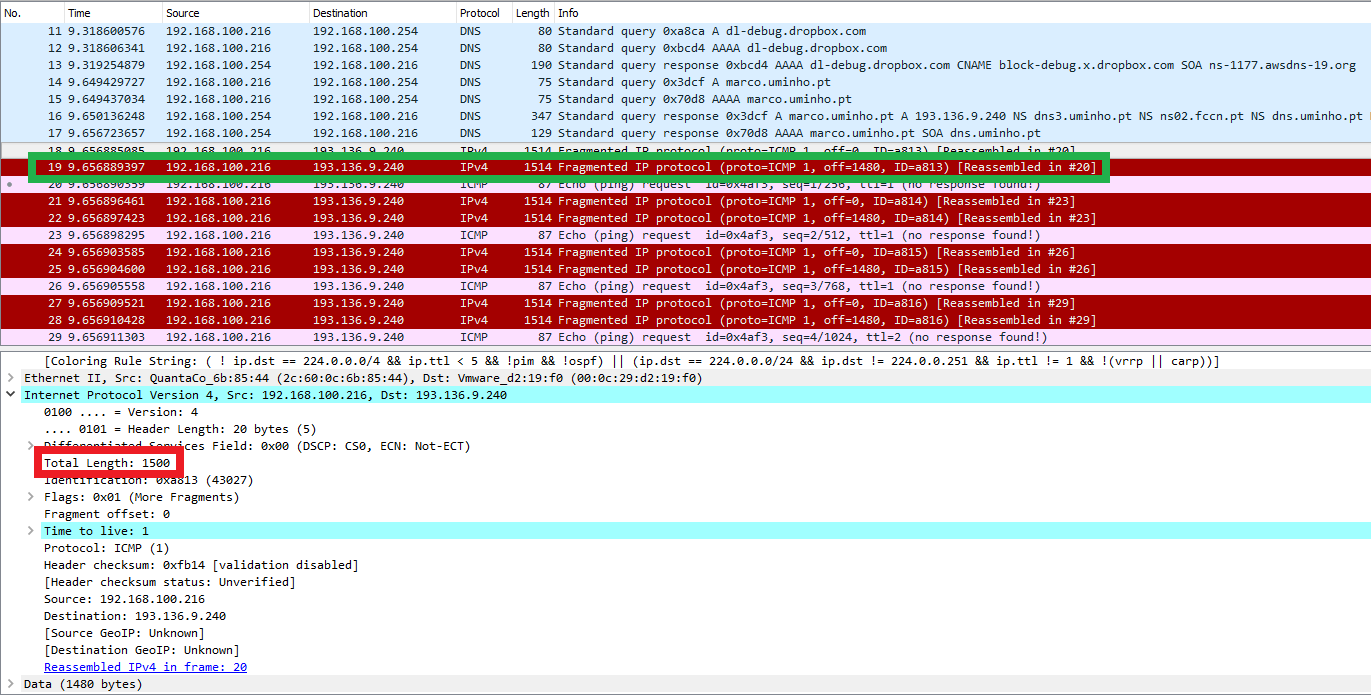 No. Time Source Destination Protocol Length Info
11 9.318600576 192.168.100.216 192.168.100.254 DNS 80 Standard query 0xa8ca A dl-debug.dropbox.com
12 9.318606341 192.168.100.216 192.168.100.254 DNS 80 Standard query 0xbcd4 AAAA dl-debug.dropbox.com
13 9.319254879 192.168.100.254 192.168.100.216 DNS 190 Standard query response 0xbcd4 AAAA dl-debug.dropbox.com CNAME block-debug.x.dropbox.com SOA ns-1177.awsdns-19.org
14 9.649429727 192.168.100.216 192.168.100.254 DNS 75 Standard query 0x3dcf A marco.uminho.pt
15 9.649437034 192.168.100.216 192.168.100.254 DNS 75 Standard query 0x70d8 AAAA marco.uminho.pt
16 9.650136248 192.168.100.254 192.168.100.216 DNS 347 Standard query response 0x3dcf A marco.uminho.pt A 193.136.9.240 NS dns3.uminho.pt NS ns02.fccn.pt NS dns.uminho.pt
17 9.656723657 192.168.100.254 192.168.100.216 DNS 129 Standard query response 0x70d8 AAAA marco.uminho.pt SOA dns.uminho.pt
18 9.656885085 192.168.100.216 193.136.9.240 IPv4 1514 Fragmented IP protocol (proto=ICMP 1, off=0, ID=a813) [Reassembled in #20]
19 9.656889397 192.168.100.216 193.136.9.240 IPv4 1514 Fragmented IP protocol (proto=ICMP 1, off=1480, ID=a813) [Reassembled in #20]
20 9.656890559 192.168.100.216 193.136.9.240 ICMP 87 Echo (ping) request id=0x4af3, seq=1/256, ttl=1 (no response found!)
21 9.656896461 192.168.100.216 193.136.9.240 IPv4 1514 Fragmented IP protocol (proto=ICMP 1, off=0, ID=a814) [Reassembled in #23]
22 9.656897423 192.168.100.216 193.136.9.240 IPv4 1514 Fragmented IP protocol (proto=ICMP 1, off=1480, ID=a814) [Reassembled in #23]
23 9.656898295 192.168.100.216 193.136.9.240 ICMP 87 Echo (ping) request id=0x4af3, seq=2/512, ttl=1 (no response found!)
24 9.656903585 192.168.100.216 193.136.9.240 IPv4 1514 Fragmented IP protocol (proto=ICMP 1, off=0, ID=a815) [Reassembled in #26]
25 9.656904600 192.168.100.216 193.136.9.240 IPv4 1514 Fragmented IP protocol (proto=ICMP 1, off=1480, ID=a815) [Reassembled in #26]
26 9.656905558 192.168.100.216 193.136.9.240 ICMP 87 Echo (ping) request id=0x4af3, seq=3/768, ttl=1 (no response found!)
27 9.656909521 192.168.100.216 193.136.9.240 IPv4 1514 Fragmented IP protocol (proto=ICMP 1, off=0, ID=a816) [Reassembled in #29]
28 9.656910428 192.168.100.216 193.136.9.240 IPv4 1514 Fragmented IP protocol (proto=ICMP 1, off=1480, ID=a816) [Reassembled in #29]
29 9.656911303 192.168.100.216 193.136.9.240 ICMP 87 Echo (ping) request id=0x4af3, seq=4/1024, ttl=2 (no response found!)
[Coloring Rule String: ( ! ip.dst == 224.0.0.0/4 && ip.ttl < 5 && !pim && !ospf) || (ip.dst == 224.0.0.0/24 && ip.dst != 224.0.0.251 && ip.ttl != 1 && !(vrrp || carp))]
Ethernet II, Src: QuantaCo_6b:85:44 (2c:60:0c:6b:85:44), Dst: Vmware_d2:19:f0 (00:0c:29:d2:19:f0)
Internet Protocol Version 4, Src: 192.168.100.216, Dst: 193.136.9.240
0100 .... = Version: 4
.... 0101 = Header Length: 20 bytes (5)
Differentiated Services Field: 0x00 (DSCP: CS0, ECN: Not-ECT)
Total Length: 1500
Identification: 0xa813 (43027)
Flags: 0x01 (More Fragments)
Fragment offset: 0
Time to live: 1
Protocol: ICMP (1)
Header checksum: 0xfb14 [validation disabled]
[Header checksum status: Unverified]
Source: 192.168.100.216
Destination: 193.136.9.240
[Source GeoIP: Unknown]
[Destination GeoIP: Unknown]
Reassembled IPv4 in frame: 20
Data (1480 bytes)